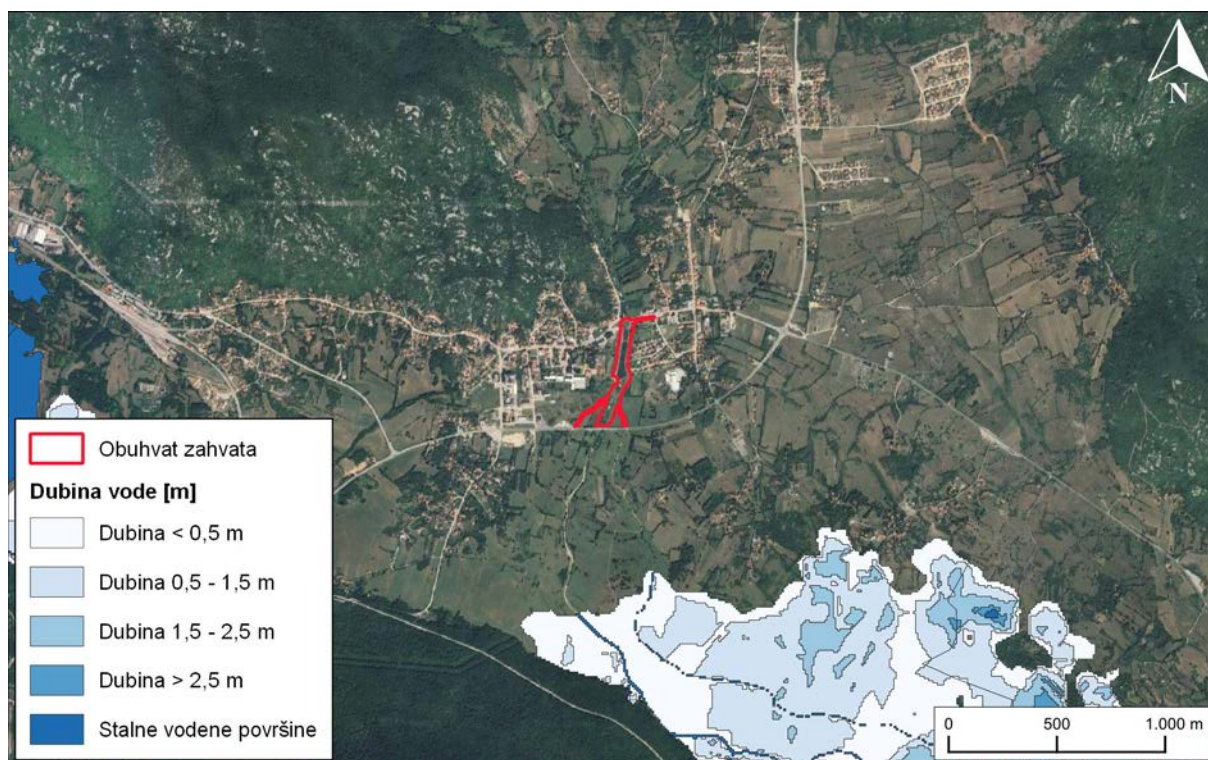 N
Obuhvat zahvata
Dubina vode [m]
Dubina < 0,5 m
Dubina 0,5 - 1,5 m
Dubina 1,5 - 2,5 m
Dubina > 2,5 m
Stalne vodene površine
0 500 1.000 m